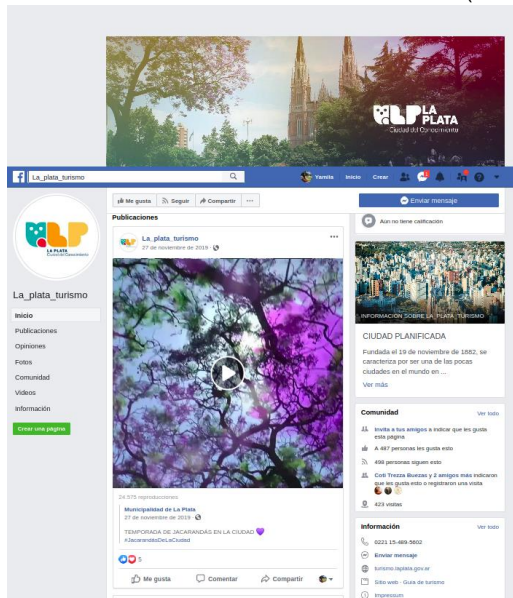 LA
PLATA
Ciudad del Conocimiento
La_plata_turismo
Yamila
Inicio
Crear
Me gusta
Seguir
Compartir
Enviar mensaje
Publicaciones
Aún no tiene calificación
La_plata_turismo
27 de noviembre de 2019
LA PLATA
Ciudad del Conocimiento
La_plata_turismo
Inicio
Publicaciones
Opiniones
Fotos
Comunidad
Videos
Información
Crear una página
24 575 reproducciones
Municipalidad de La Plata
27 de noviembre de 2019
TEMPORADA DE JACARANDÁS EN LA CIUDAD
#JacarandásDeLaCiudad
5
Me gusta
Comentar
Compartir
INFORMACIÓN SOBRE LA_PLATA_TURISMO
CIUDAD PLANIFICADA
Fundada el 19 de noviembre de 1882, se
caracteriza por ser una de las pocas
ciudades en el mundo en ...
Ver más
Comunidad
Ver todo
Invita a tus amigos a indicar que les gusta
esta página
A 487 personas les gusta esto
498 personas siguen esto
Cob Trezza Buezas y 2 amigos más indicaron
que les gusta esto o registraron una visita
423 visitas
Información
Ver todo
0221 15-489-5602
Enviar mensaje
turismo.laplata.gov.ar
Sitio web · Guía de turismo
Impressum